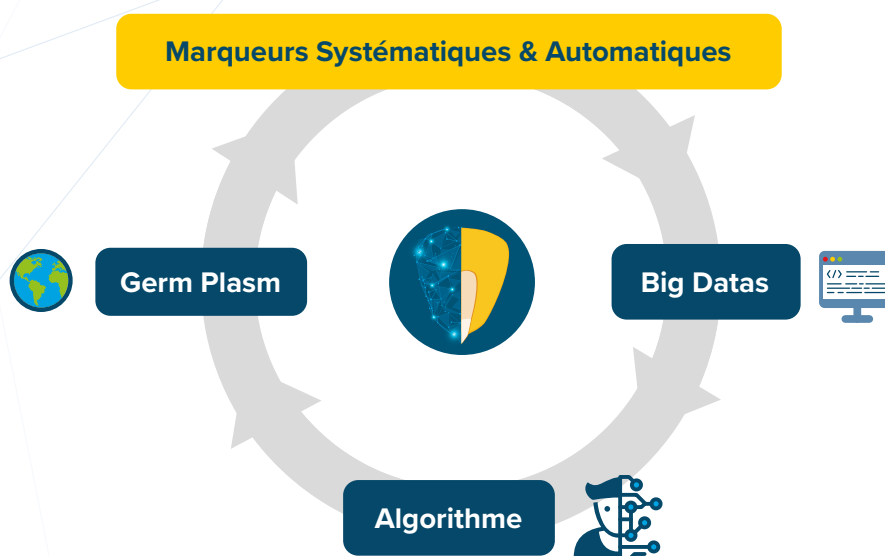 Marqueurs Systématiques & Automatiques
Germ Plasm
Big Datas
</>
Algorithme